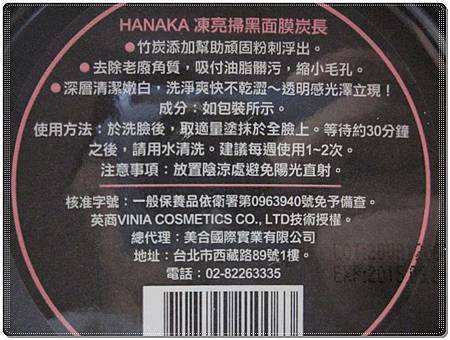 HANAKA 凍亮掃黑面膜炭長
●竹炭添加幫助頑固粉刺浮出。
●去除老廢角質，吸付油脂髒污，縮小毛孔。
●深層清潔嫩白，洗淨爽快不乾澀～透明感光澤立現！
成分：如包裝所示。
使用方法：於洗臉後，取適量塗抹於全臉上。等待約30分鐘
之後，請用水清洗。建議每週使用1~2次。
注意事項：放置陰涼處避免陽光直射。
核准字號：一般保養品依衛署第0963940號免予備查。
英商VINIA COSMETICS CO., LTD技術授權。
總代理：美合國際實業有限公司
地址：台北市西藏路89號1樓。
電話：02-82263335